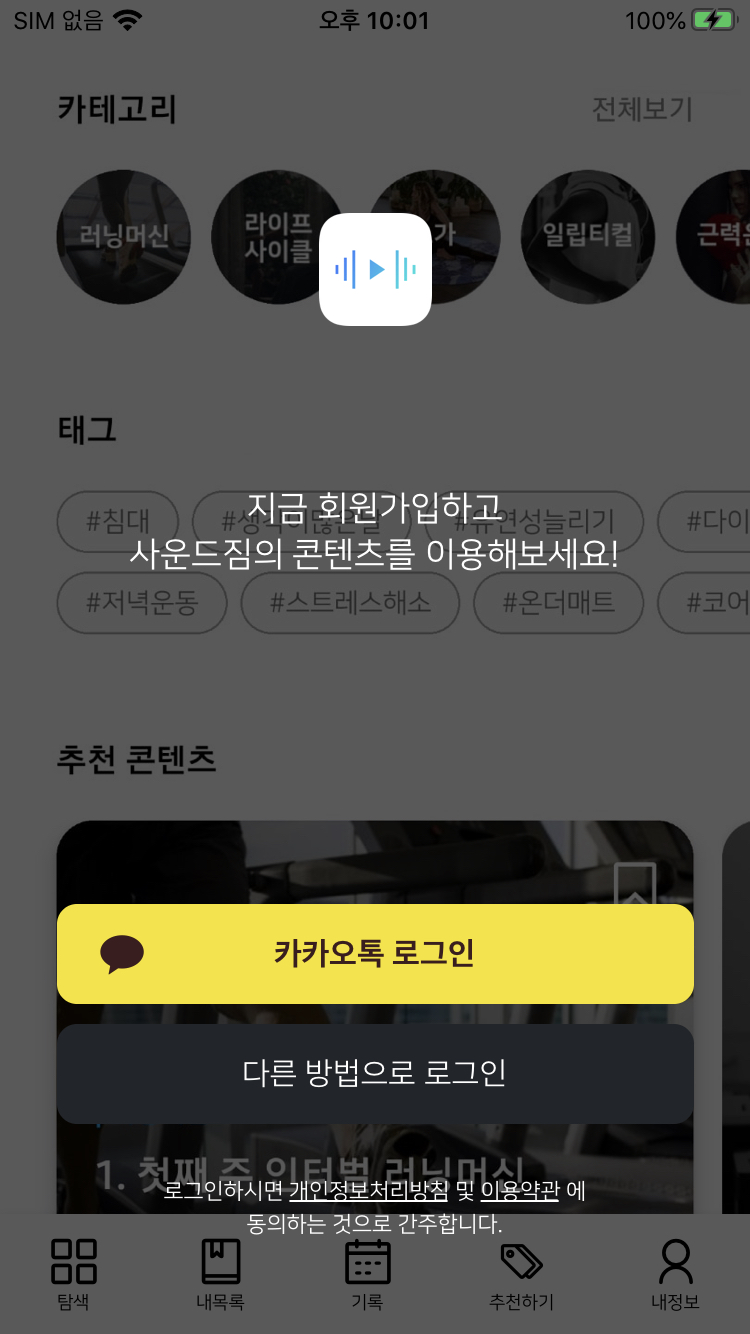 SIM 없음
오후 10:01
100%
카테고리
전체보기
러닝머신
라이프
사이클
가
일립티컬
근력운
태그
지금 회원가입하고
사운드짐의 콘텐츠를 이용해보세요!
#침대
#생각이많은날
#유연성늘리기
#다이
#저녁운동
#스트레스해소
#온더매트
#코어
추천 콘텐츠
카카오톡 로그인
다른 방법으로 로그인
1. 첫째 주 인터벌 러닝머신
로그인하시면 개인정보처리방침 및 이용약관 에
동의하는 것으로 간주합니다.
탐색
내목록
기록
추천하기
내정보